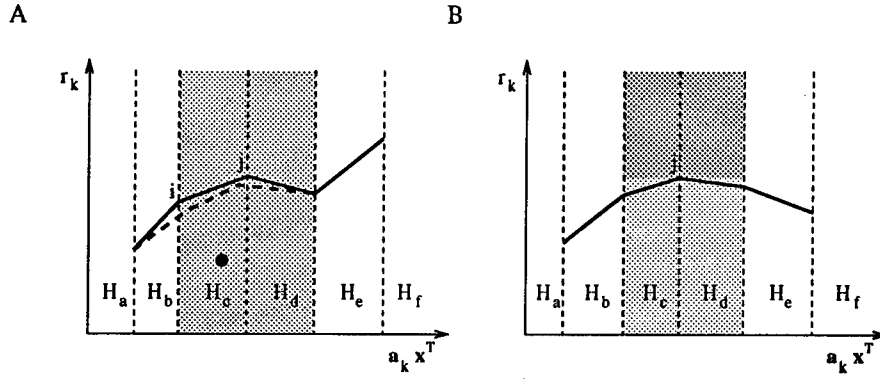 A
B
r_k
r_k
i
j
j
H_a H_b H_c H_d H_e H_f
H_a H_b H_c H_d H_e H_f
a_k x^T
a_k x^T